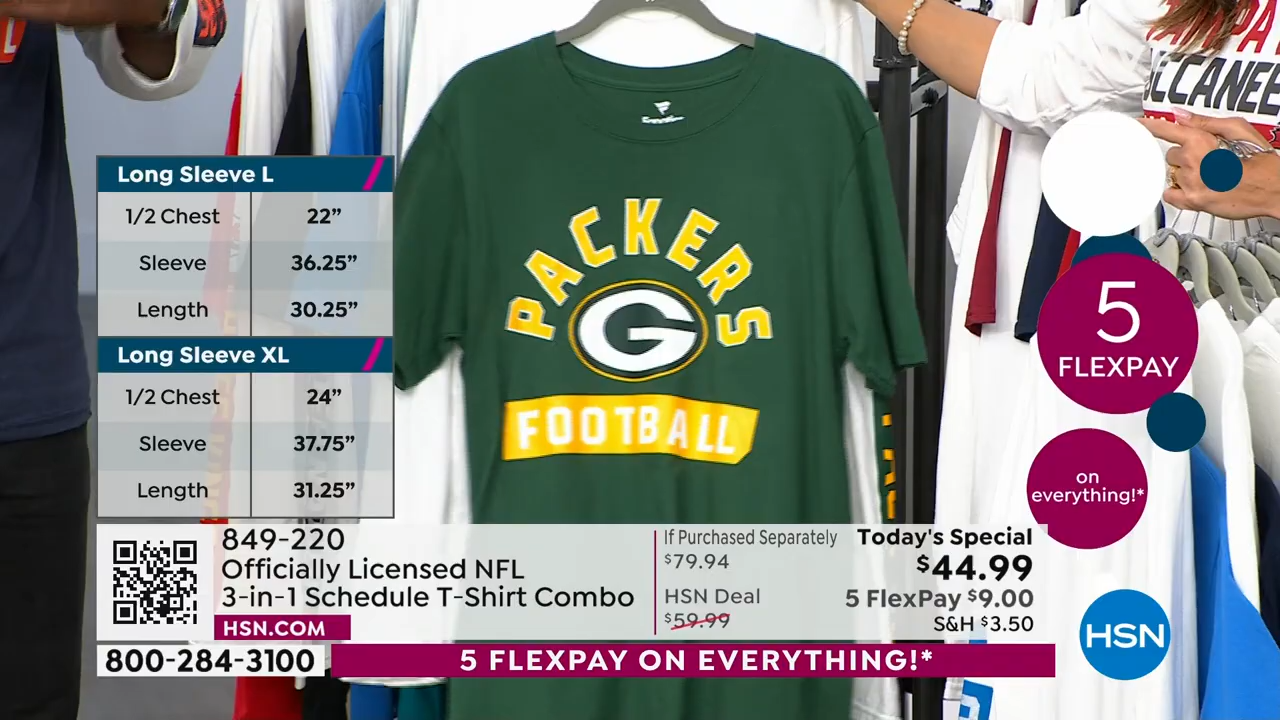 CCANEE
PACKERS
G
FOOTBALL
Long Sleeve L
1/2 Chest 22”
Sleeve 36.25”
Length 30.25”
Long Sleeve XL
1/2 Chest 24”
Sleeve 37.75”
Length 31.25”
5
FLEXPAY
on
everything!*
849-220
Officially Licensed NFL
3-in-1 Schedule T-Shirt Combo
HSN.COM
If Purchased Separately
$79.94
HSN Deal
$59.99
Today's Special
$44.99
5 FlexPay $9.00
S&H $3.50
HSN
800-284-3100
5 FLEXPAY ON EVERYTHING!*